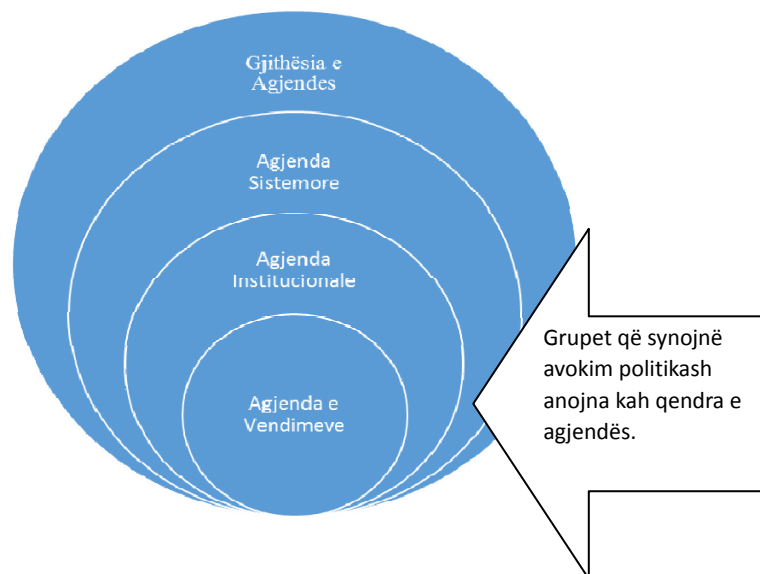 Gjithësia e
Agjendes
Agjenda
Sistemore
Agjenda
Institucionale
Agjenda e
Vendimeve
Grupet që synojnë
avokim politikash
anojna kah qendra e
agjendës.